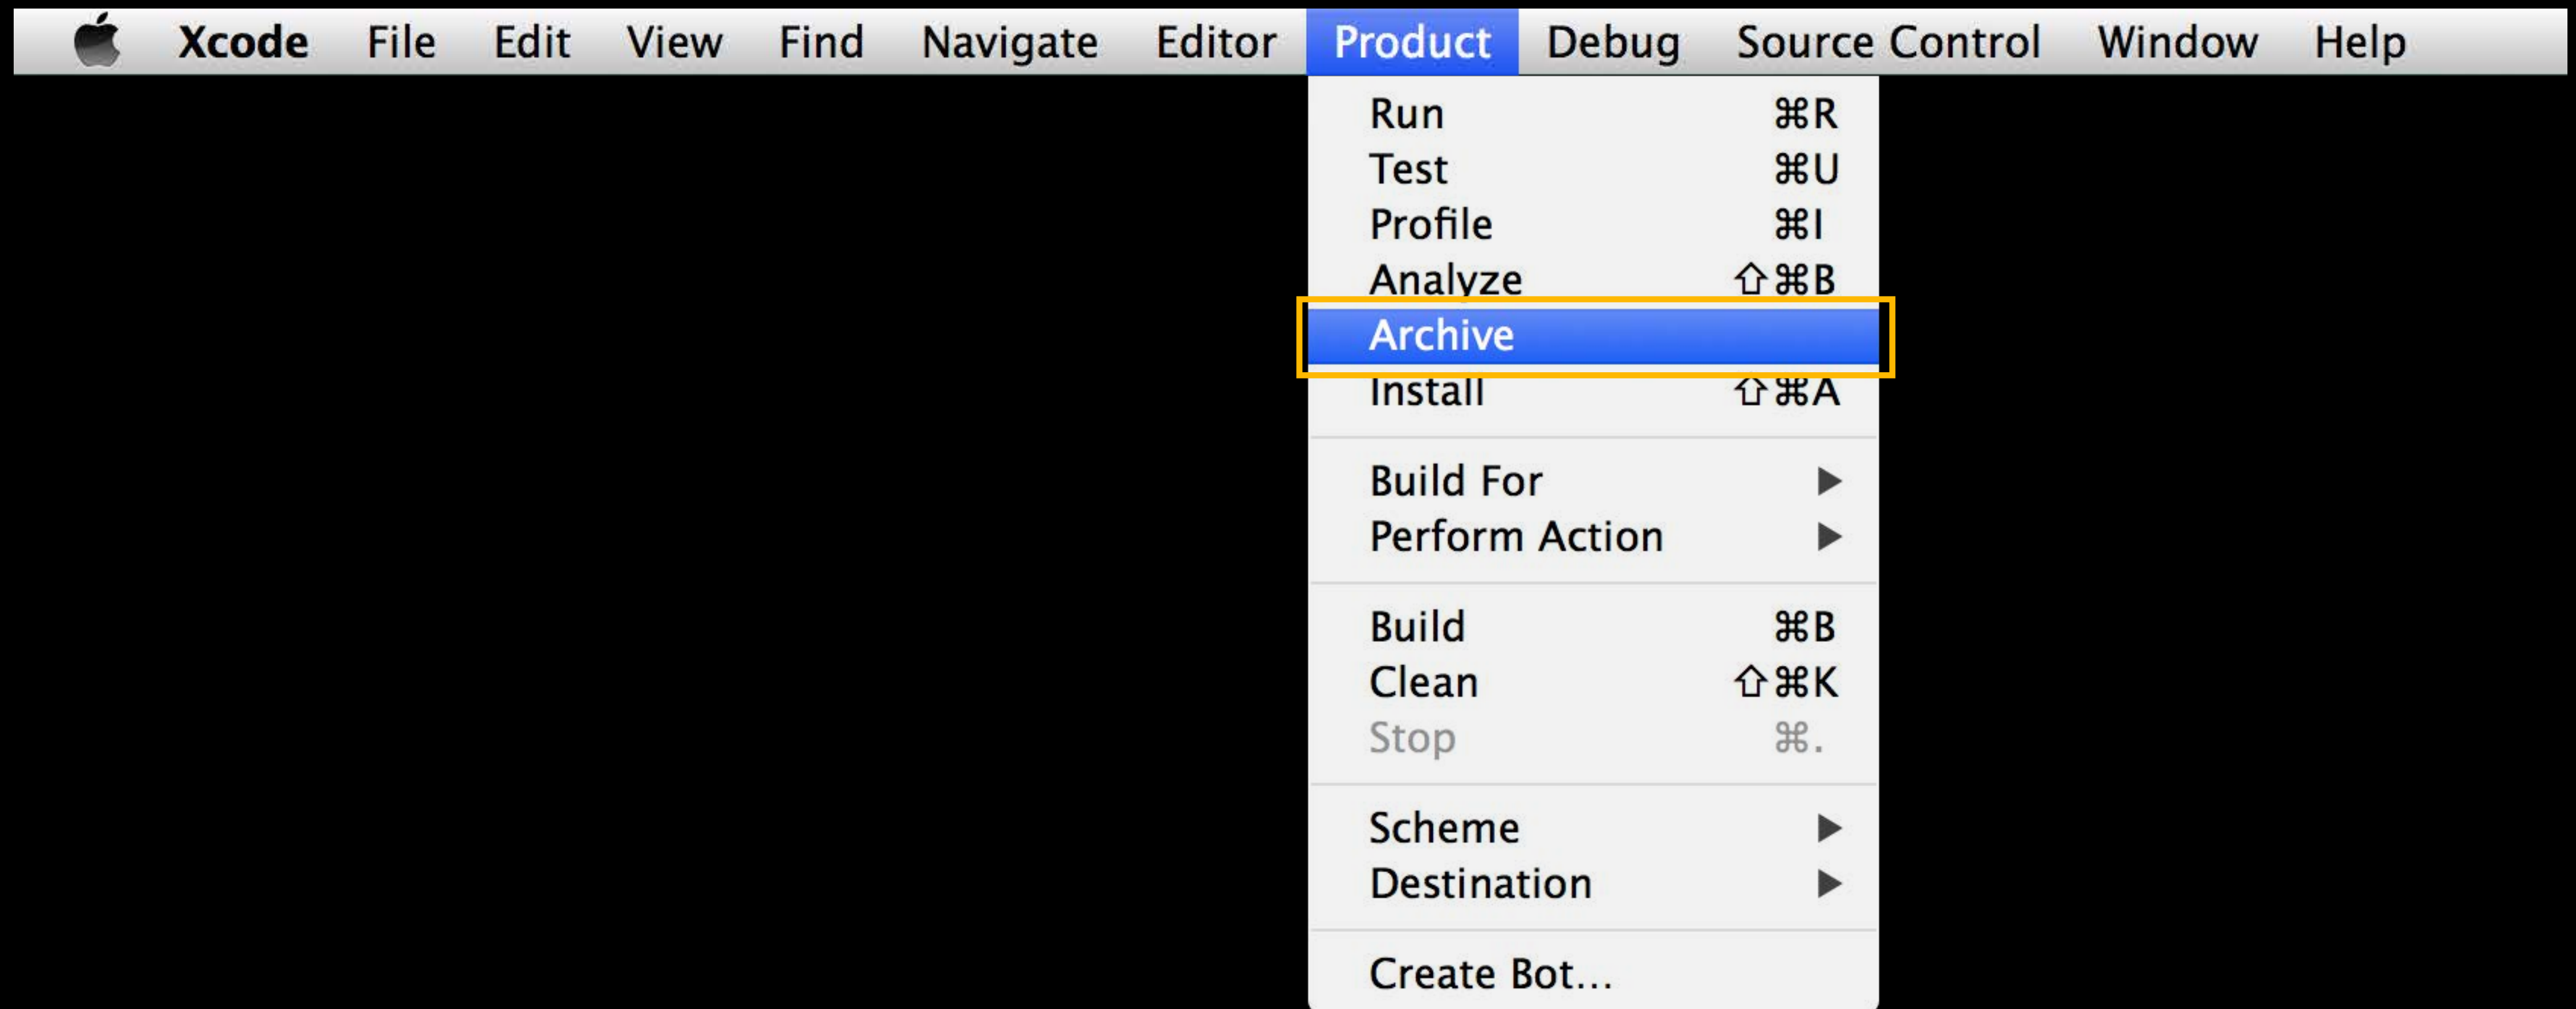 Xcode File Edit View Find Navigate Editor Product Debug Source Control Window Help
Run ⌘R
Test ⌘U
Profile ⌘I
Analyze ⇧⌘B
Archive
Install ⇧⌘A
Build For ▶
Perform Action ▶
Build ⌘B
Clean ⇧⌘K
Stop ⌘.
Scheme ▶
Destination ▶
Create Bot...